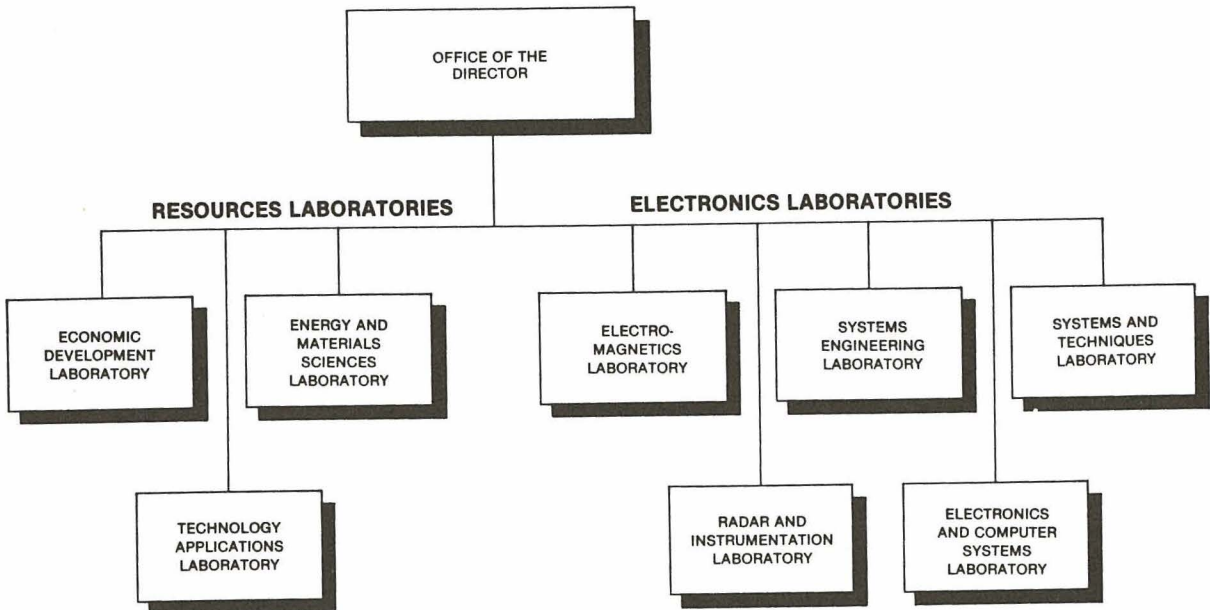 OFFICE OF THE
DIRECTOR
RESOURCES LABORATORIES
ELECTRONICS LABORATORIES
ECONOMIC
DEVELOPMENT
LABORATORY
ENERGY AND
MATERIALS
SCIENCES
LABORATORY
ELECTRO-
MAGNETICS
LABORATORY
SYSTEMS
ENGINEERING
LABORATORY
SYSTEMS AND
TECHNIQUES
LABORATORY
TECHNOLOGY
APPLICATIONS
LABORATORY
RADAR AND
INSTRUMENTATION
LABORATORY
ELECTRONICS
AND COMPUTER
SYSTEMS
LABORATORY